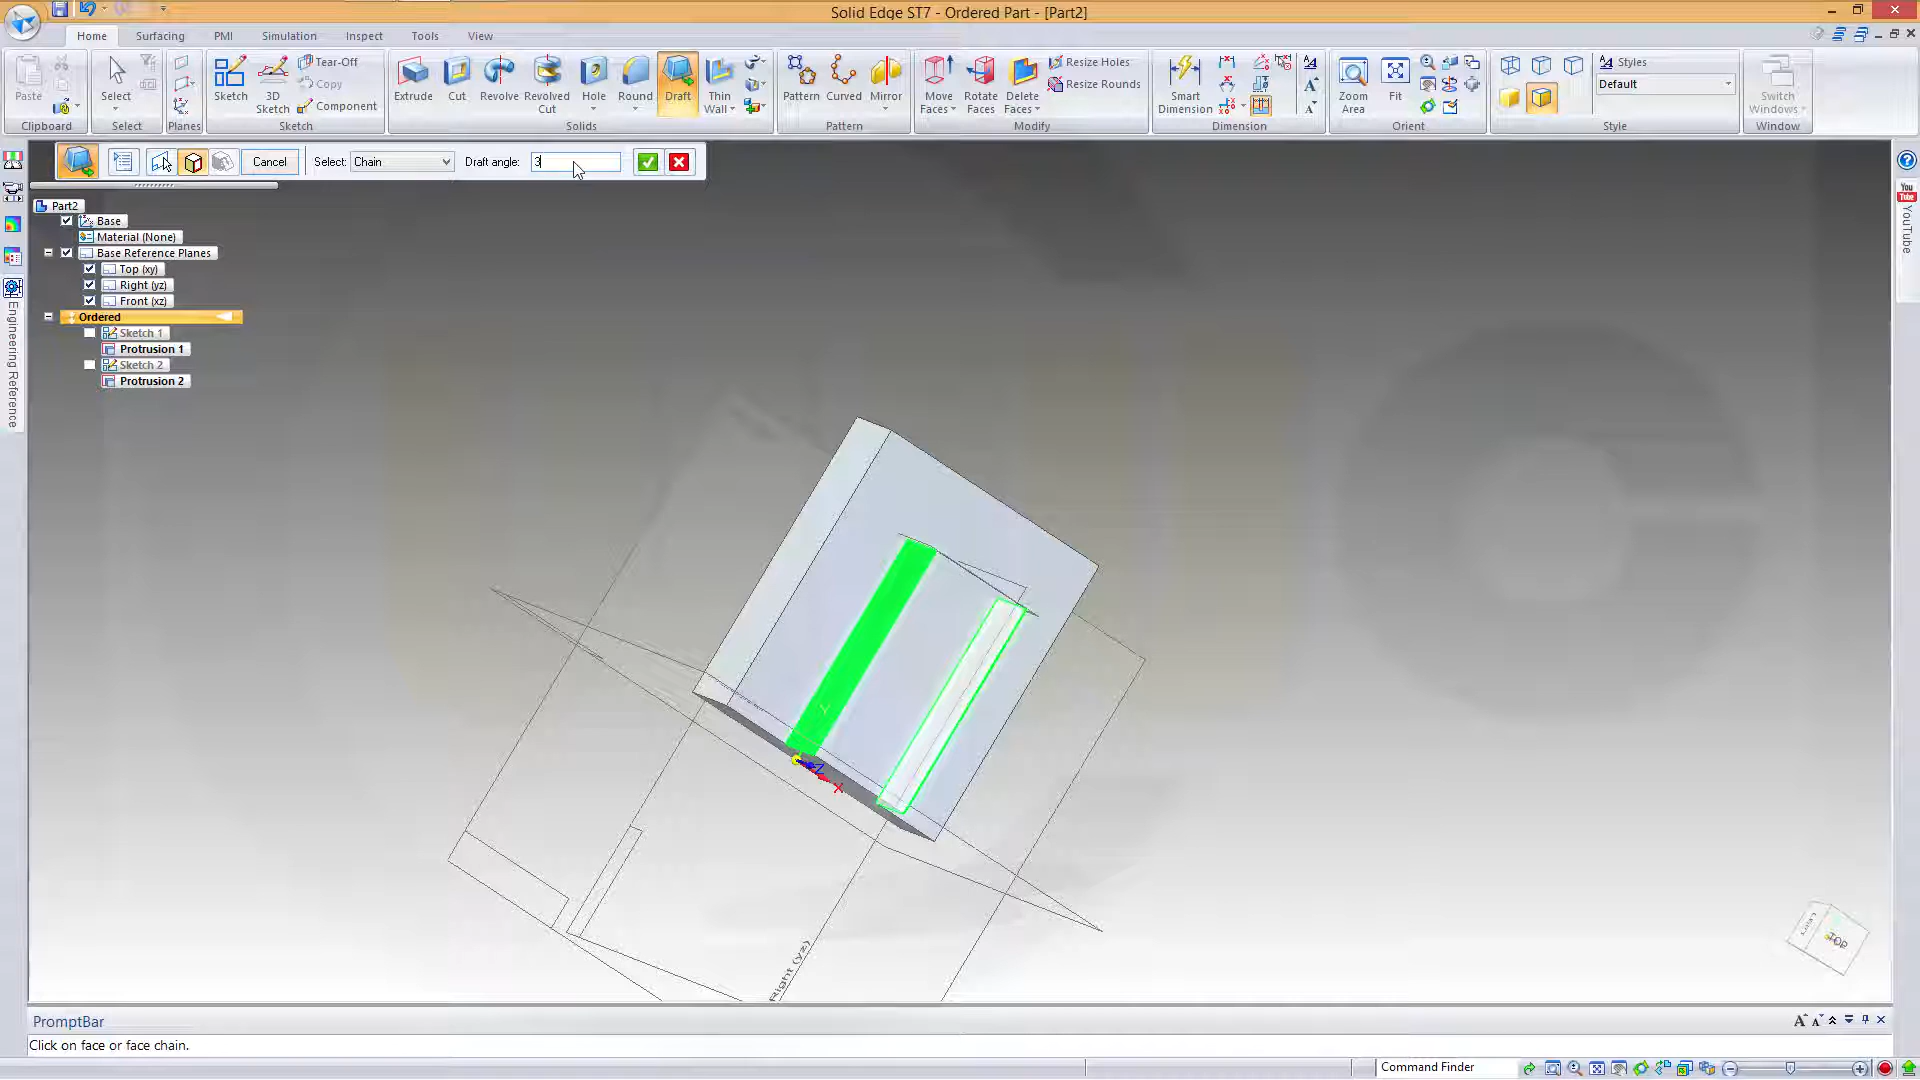 Solid Edge ST7 - Ordered Part - [Part2]
Home Surfacing PMI Simulation Inspect Tools View
Paste
Clipboard
Select
Select
Planes
Sketch
3D Sketch
Tear-Off
Copy
Component
Sketch
Extrude
Cut
Revolve
Revolved Cut
Hole
Round
Draft
Thin Wall
Solids
Pattern
Curved
Mirror
Pattern
Move Faces
Rotate Faces
Delete Faces
Resize Holes
Resize Rounds
Modify
Smart Dimension
Dimension
Zoom Area
Fit
Orient
Styles
Default
Style
Switch Windows
Window
Cancel
Select: Chain
Draft angle: 3
Part2
Base
Material (None)
Base Reference Planes
Top (xy)
Right (yz)
Front (xz)
Ordered
Sketch 1
Protrusion 1
Sketch 2
Protrusion 2
Engineering Reference
You Tube
YouTube
Y
Z
X
Right (yz)
TOP
PromptBar
Click on face or face chain.
Command Finder